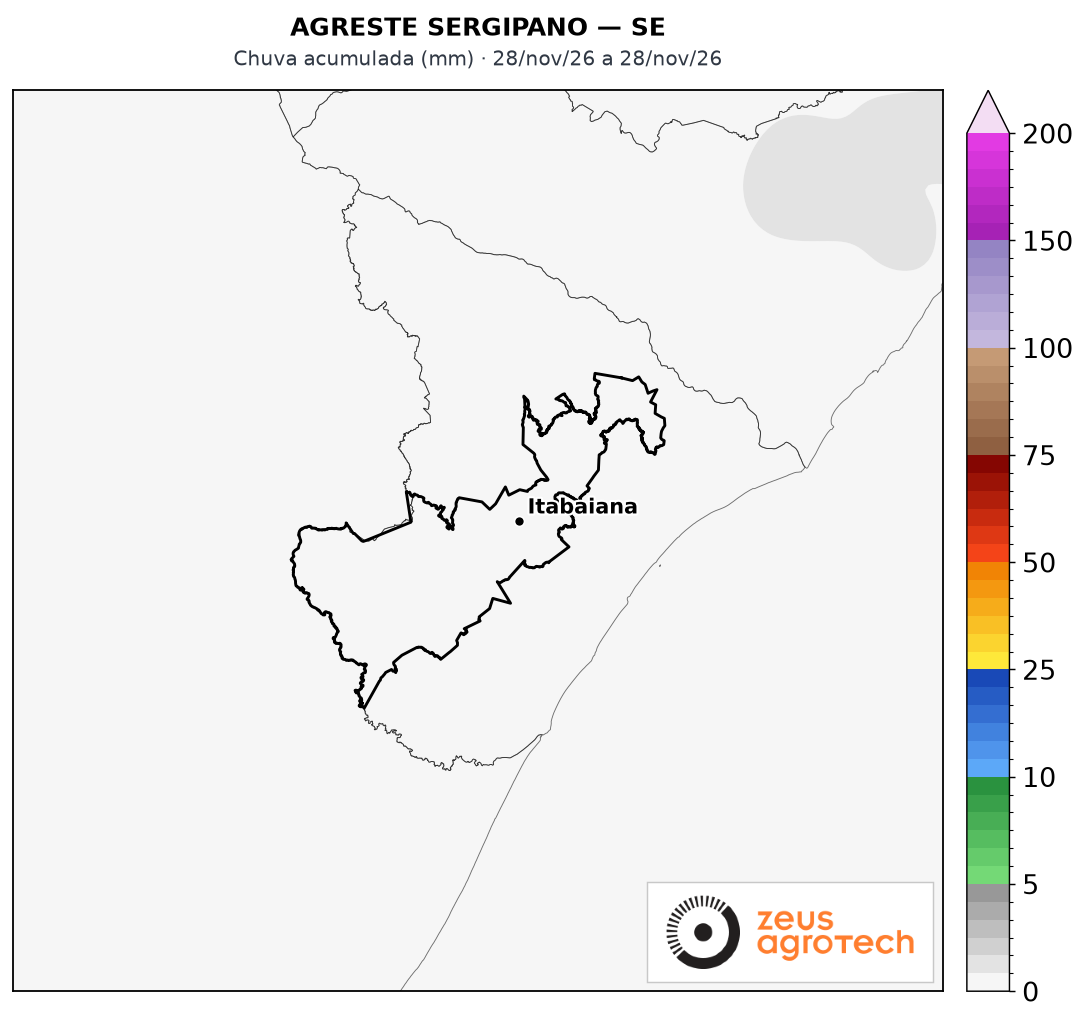 AGRESTE SERGIPANO — SE
Chuva acumulada (mm) · 28/nov/26 a 28/nov/26
200
150
100
75
50
25
10
5
0
Itabaiana
zeus
agrotech